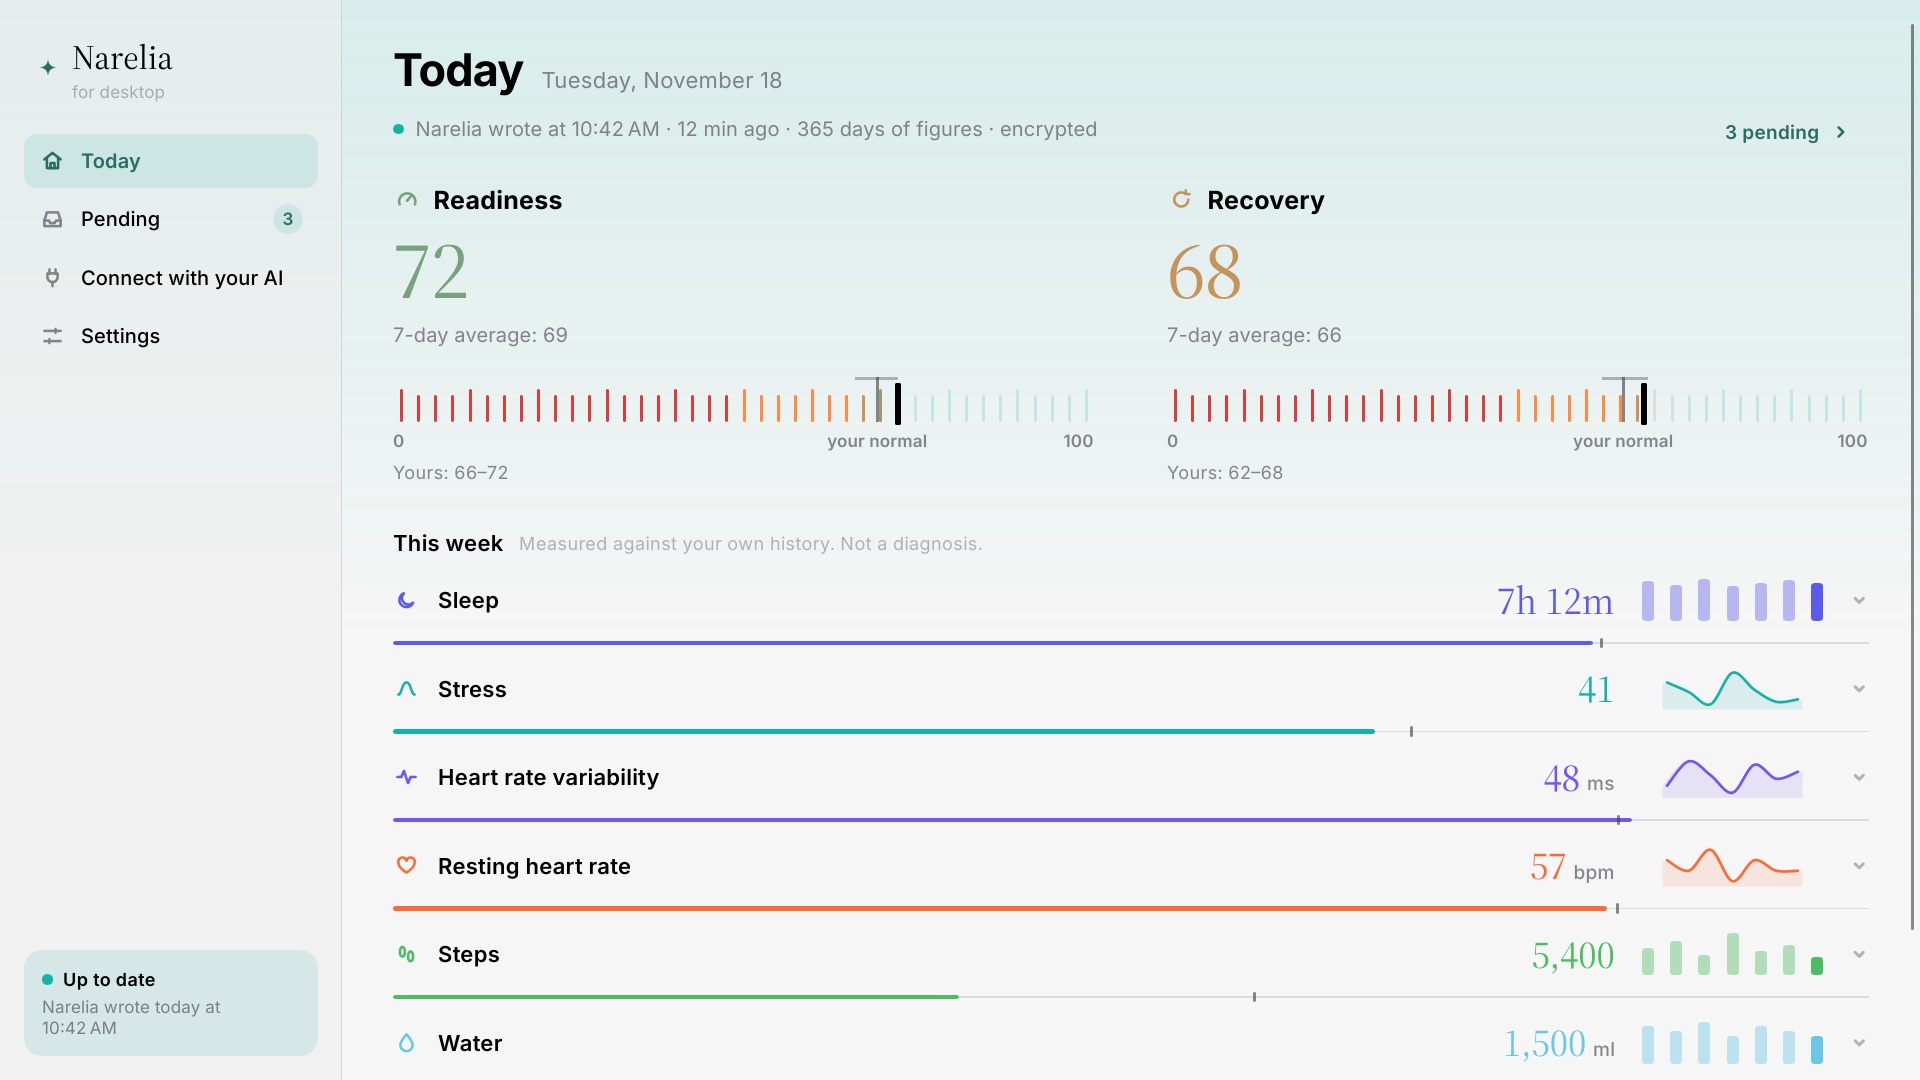 Narelia
for desktop
Today
Pending 3
Connect with your AI
Settings
Up to date
Narelia wrote today at
10:42 AM
Today Tuesday, November 18
Narelia wrote at 10:42 AM · 12 min ago · 365 days of figures · encrypted
3 pending
Readiness
72
7-day average: 69
0 your normal 100
Yours: 66–72
Recovery
68
7-day average: 66
0 your normal 100
Yours: 62–68
This week Measured against your own history. Not a diagnosis.
Sleep 7h 12m
Stress 41
Heart rate variability 48 ms
Resting heart rate 57 bpm
Steps 5,400
Water 1,500 ml